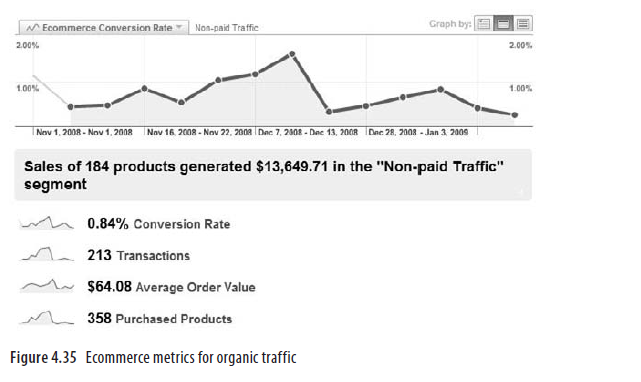 Ecommerce Conversion Rate Non-paid Traffic Graph by:
2.00% 2.00%
1.00% 1.00%
Nov 1, 2008 - Nov 1, 2008 Nov 16, 2008 - Nov 22, 2008 Dec 7, 2008 - Dec 13, 2008 Dec 28, 2008 - Jan 3, 2009
Sales of 184 products generated $13,649.71 in the "Non-paid Traffic"
segment
0.84% Conversion Rate
213 Transactions
$64.08 Average Order Value
358 Purchased Products
Figure 4.35 Ecommerce metrics for organic traffic